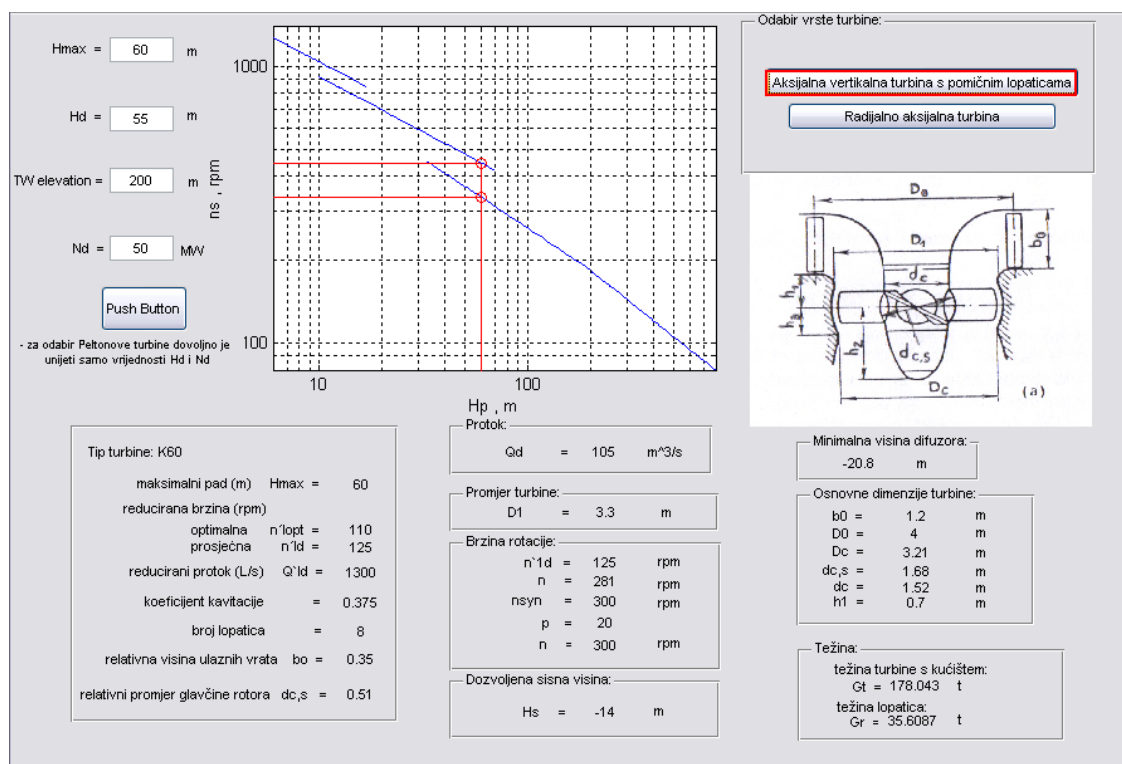 Hmax = 60 m
Hd = 55 m
TW elevation = 200 m
Nd = 50 MW
Push Button
- za odabir Peltonove turbine dovoljno je
unijeti samo vrijednosti Hd i Nd
ns , rpm
1000
100
10 100
Hp , m
Odabir vrste turbine:
Aksijalna vertikalna turbina s pomičnim lopaticama
Radijalno aksijalna turbina
D0
D1
b0
dc
h1
h3
h2
dc,s
Dc
(a)
Tip turbine: K60
maksimalni pad (m) Hmax = 60
reducirana brzina (rpm)
optimalna n´lopt = 110
prosječna n´ld = 125
reducirani protok (L/s) Q`ld = 1300
koeficijent kavitacije = 0.375
broj lopatica = 8
relativna visina ulaznih vrata bo = 0.35
relativni promjer glavčine rotora dc,s = 0.51
Protok:
Qd = 105 m^3/s
Promjer turbine:
D1 = 3.3 m
Brzina rotacije:
n`1d = 125 rpm
n = 281 rpm
nsyn = 300 rpm
p = 20
n = 300 rpm
Dozvoljena sisna visina:
Hs = -14 m
Minimalna visina difuzora:
-20.8 m
Osnovne dimenzije turbine:
b0 = 1.2 m
D0 = 4 m
Dc = 3.21 m
dc,s = 1.68 m
dc = 1.52 m
h1 = 0.7 m
Težina:
težina turbine s kućištem:
Gt = 178.043 t
težina lopatica:
Gr = 35.6087 t